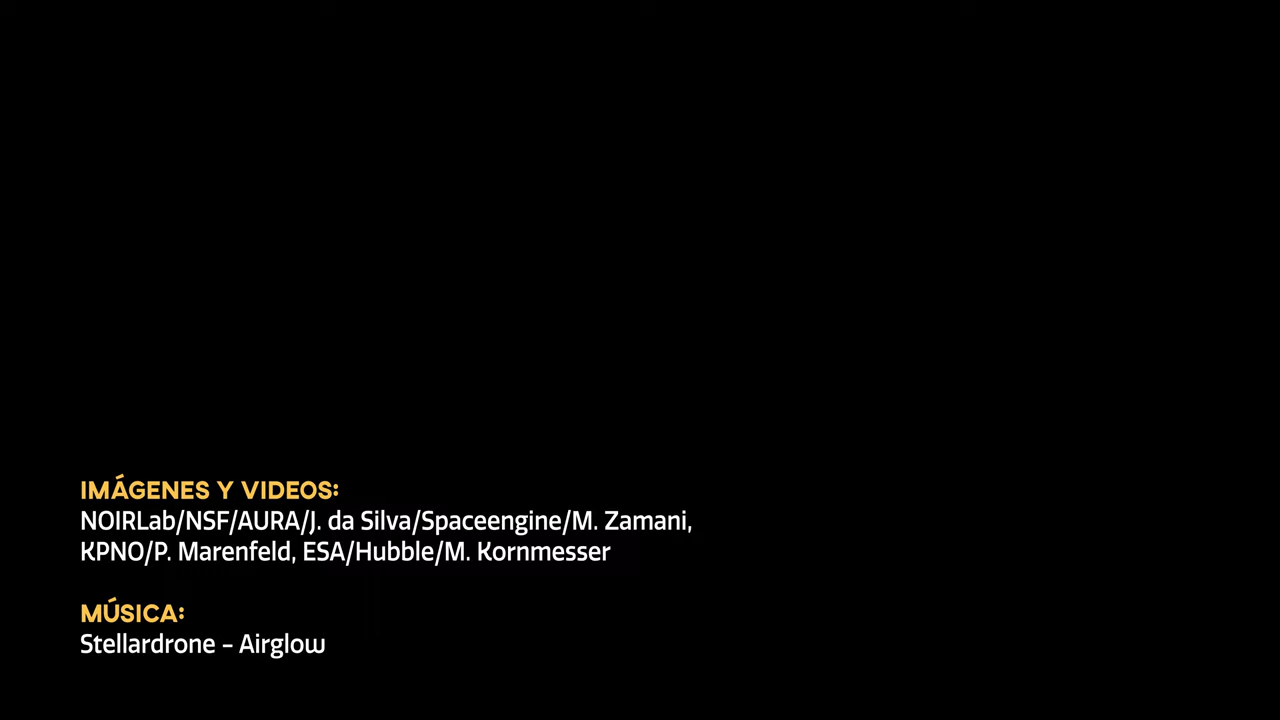 IMÁGENES Y VIDEOS:
NOIRLab/NSF/AURA/J. da Silva/Spaceengine/M. Zamani,
KPNO/P. Marenfeld, ESA/Hubble/M. Kornmesser
MÚSICA:
Stellardrone - Airglow